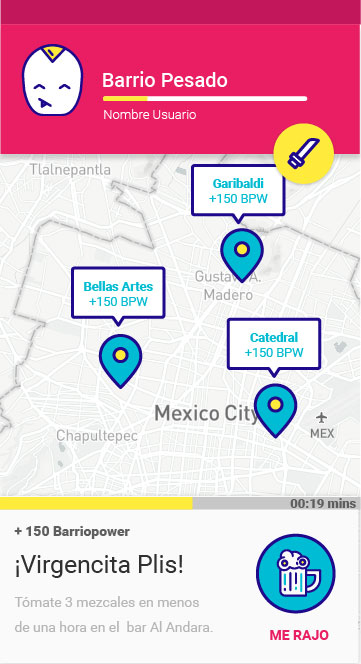 Barrio Pesado
Nombre Usuario
Tlalnepantla
Garibaldi
+150 BPW
Gustavo A.
Madero
Bellas Artes
+150 BPW
Catedral
+150 BPW
Mexico City
MEX
Chapultepec
00:19 mins
+ 150 Barriopower
¡Virgencita Plis!
Tómate 3 mezcales en menos
de una hora en el bar Al Andara.
ME RAJO